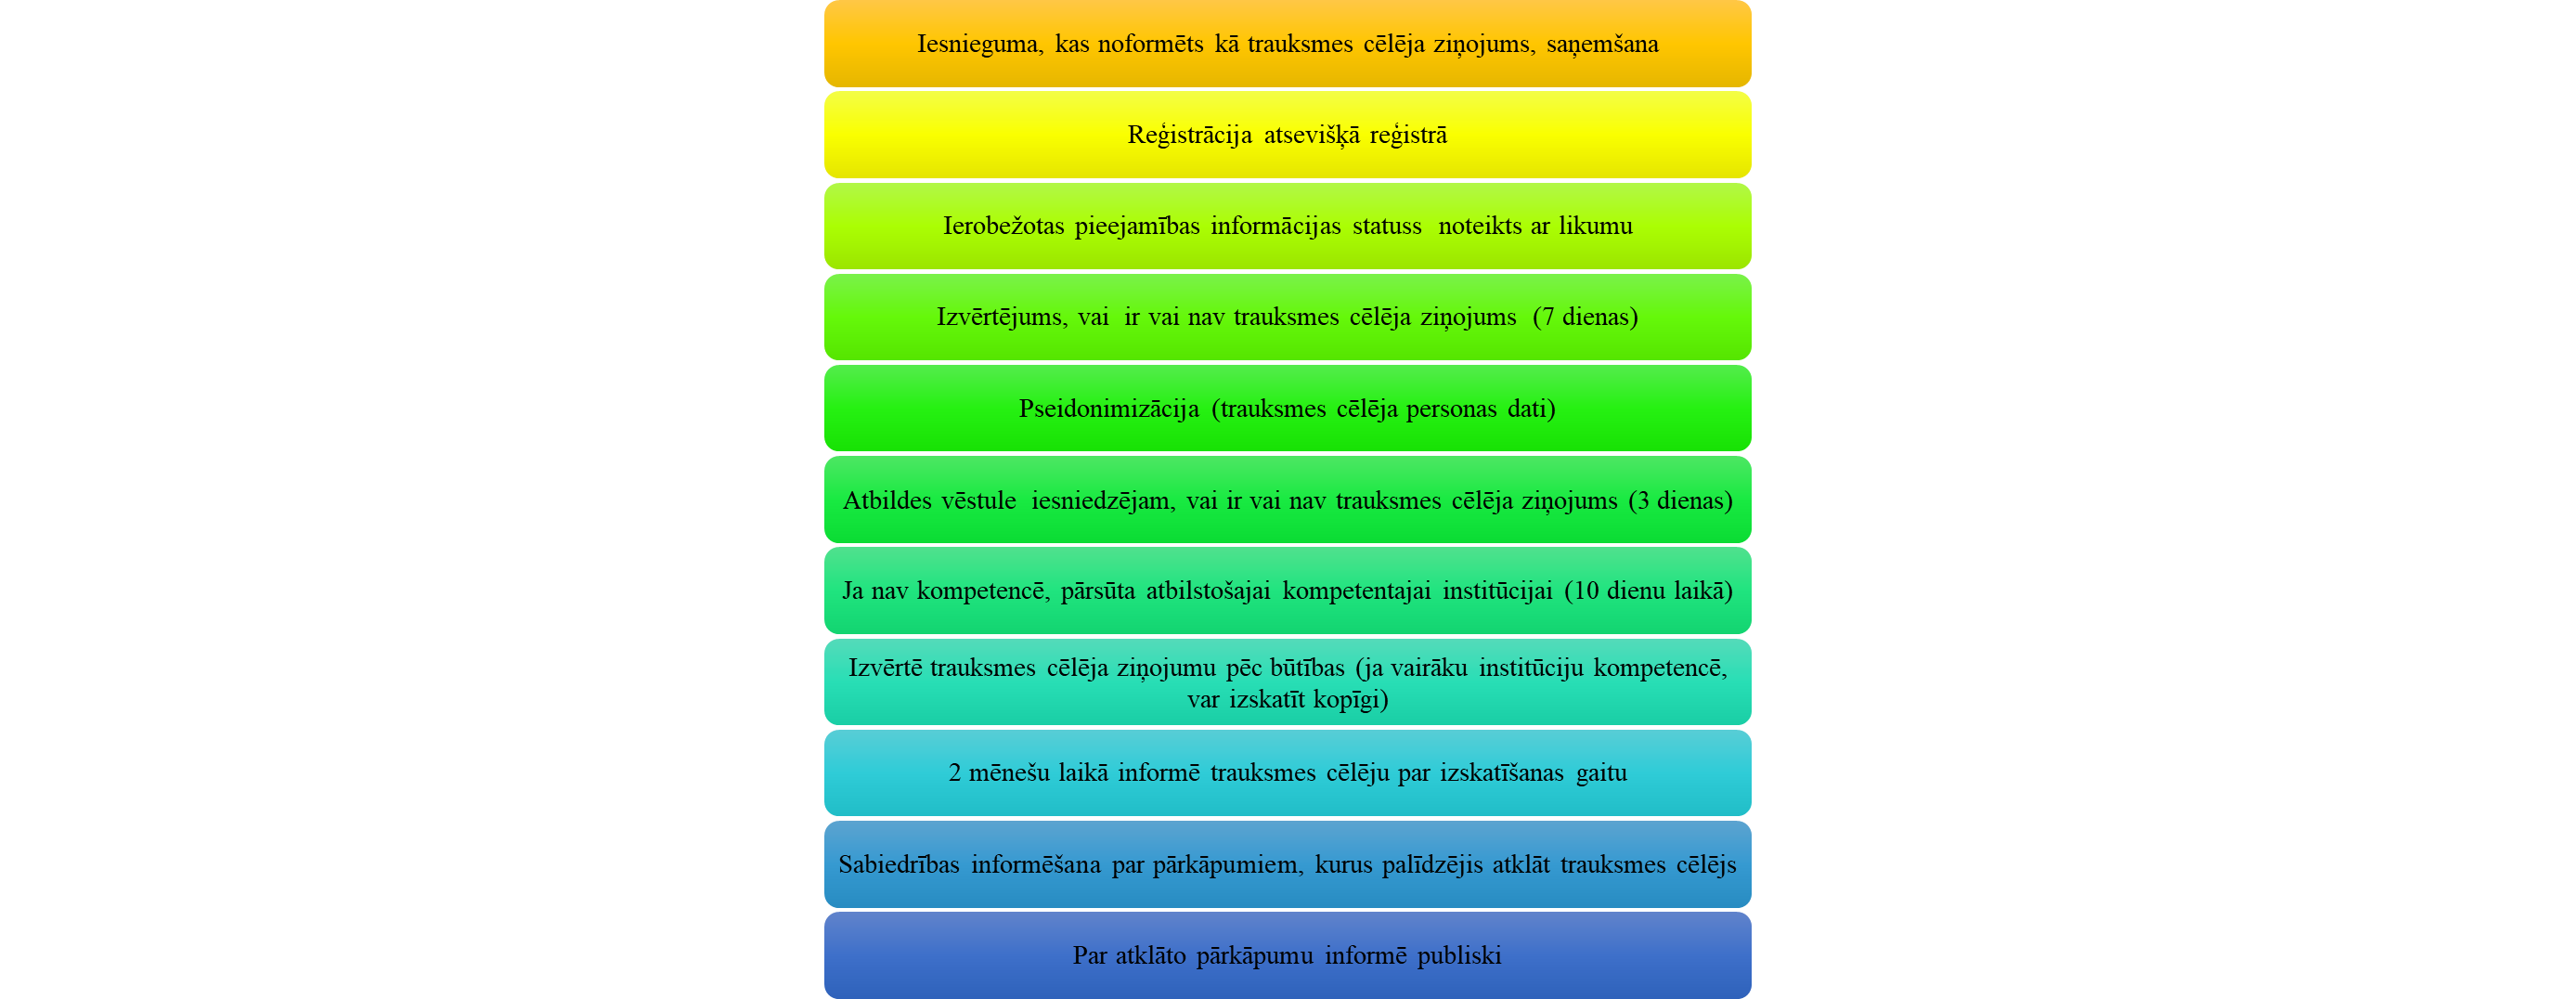 Iesnieguma, kas noformēts kā trauksmes cēlēja ziņojums, saņemšana
Reģistrācija atsevišķā reģistrā
Ierobežotas pieejamības informācijas statuss noteikts ar likumu
Izvērtējums, vai ir vai nav trauksmes cēlēja ziņojums (7 dienas)
Pseidonimizācija (trauksmes cēlēja personas dati)
Atbildes vēstule iesniedzējam, vai ir vai nav trauksmes cēlēja ziņojums (3 dienas)
Ja nav kompetencē, pārsūta atbilstošajai kompetentajai institūcijai (10 dienu laikā)
Izvērtē trauksmes cēlēja ziņojumu pēc būtības (ja vairāku institūciju kompetencē,
var izskatīt kopīgi)
2 mēnešu laikā informē trauksmes cēlēju par izskatīšanas gaitu
Sabiedrības informēšana par pārkāpumiem, kurus palīdzējis atklāt trauksmes cēlējs
Par atklāto pārkāpumu informē publiski